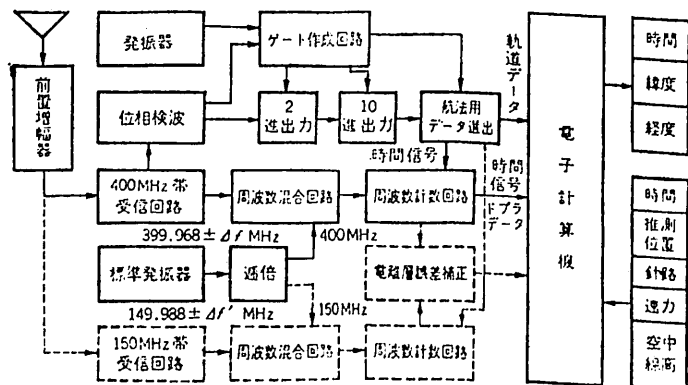 発振器
ゲート作成回路
軌道データ
時間
緯度
経度
前置増幅器
位相検波
2
進出力
10
進出力
航法用
データ選出
電子計算機
時間信号
時間
信号
ドプラ
データ
400MHz帯
受信回路
周波数混合回路
周波数計数回路
399.968±Δf MHz
400MHz
標準発振器
逓倍
電離層誤差補正
149.988±Δf' MHz
150MHz
150MHz帯
受信回路
周波数混合回路
周波数計数回路
時間
推測
位置
針路
速力
空中
線高